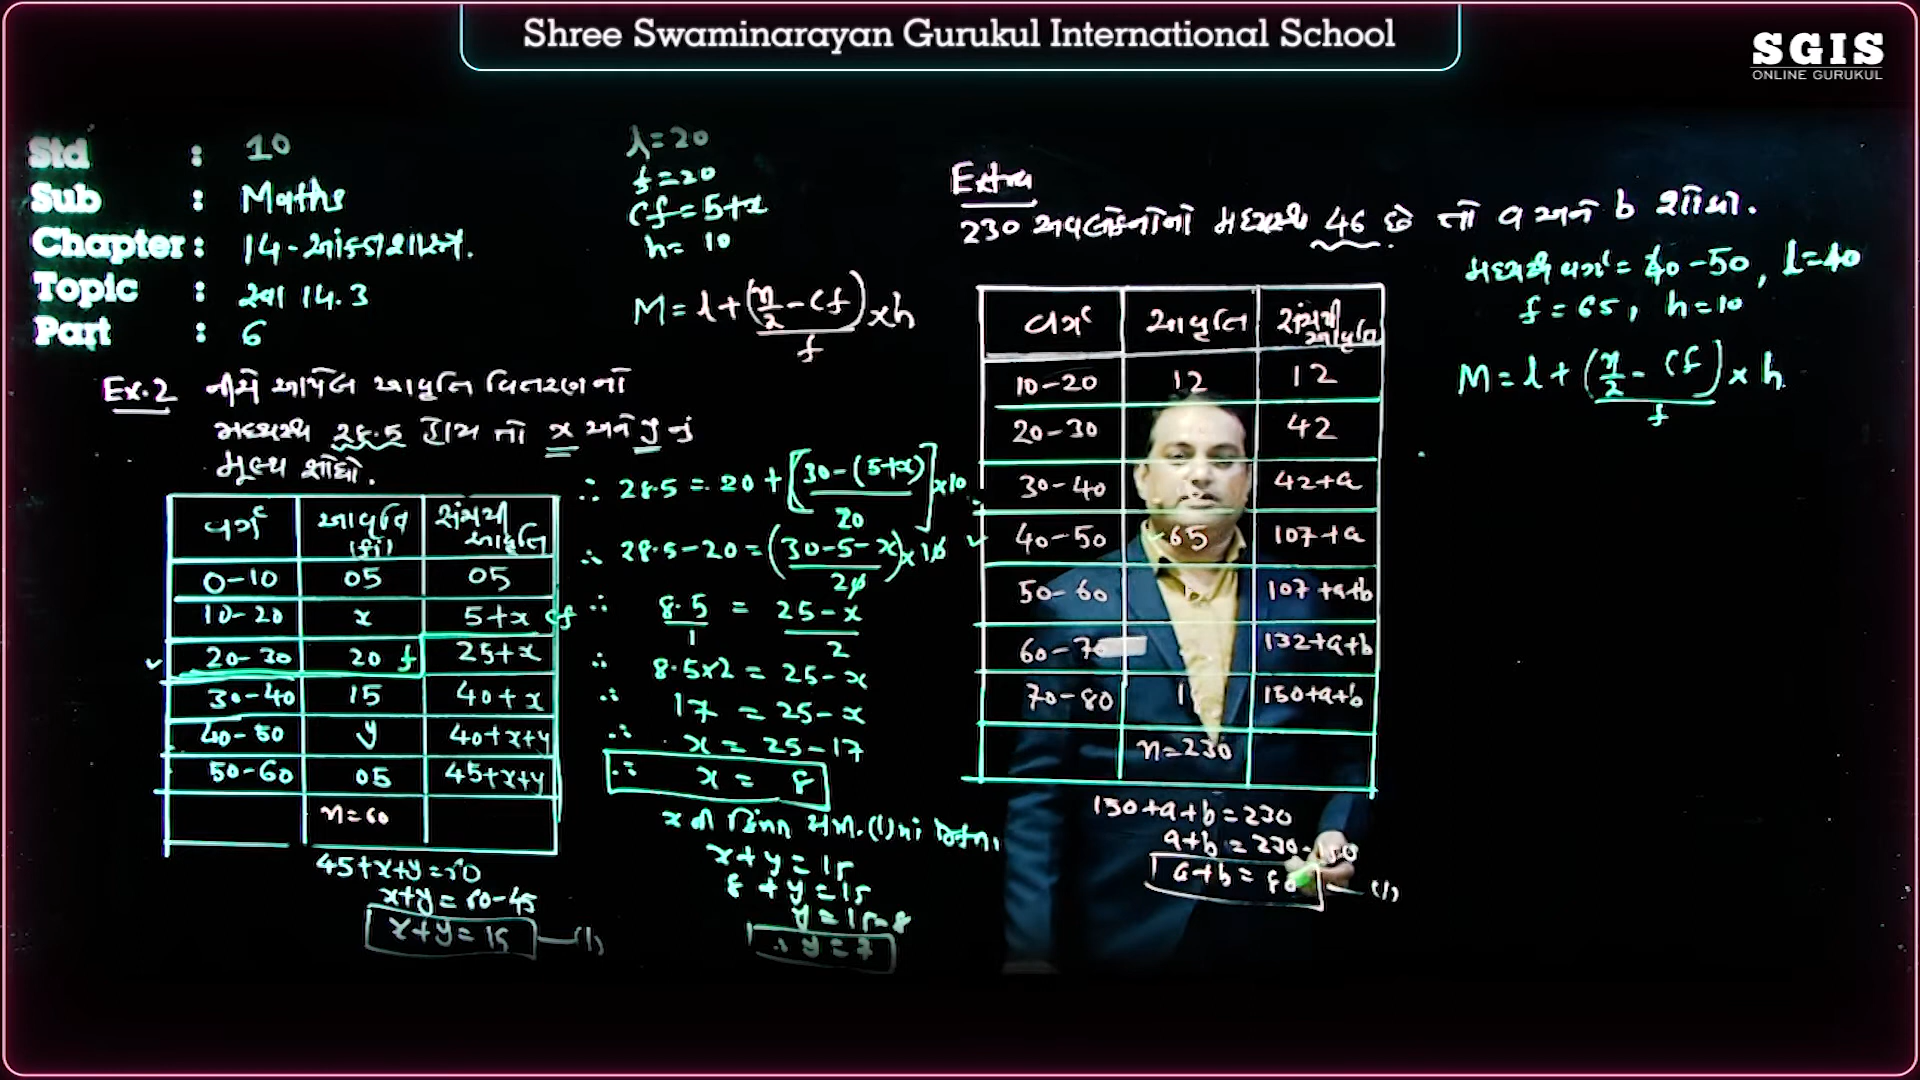 Shree Swaminarayan Gurukul International School
SGIS
ONLINE GURUKUL
Std : 10
Sub : Maths
Chapter : 14-આંકડાશાસ્ત્ર.
Topic : સ્વા 14.3
Part : 6
Ex.2 નીચે આપેલ આવૃત્તિ વિતરણનો
મધ્યસ્થ 28.5 હોય તો x અને y નું
મૂલ્ય શોધો.
વર્ગ આવૃત્તિ (fi) સંચયી આવૃત્તિ
0-10 05 05
10-20 x 5+x cf
✓ 20-30 20 f 25+x
30-40 15 40+x
40-50 y 40+x+y
50-60 05 45+x+y
n=60
45+x+y=60
x+y=60-45
x+y=15 —(1)
l=20
f=20
cf=5+x
h=10
M = l+(n/2-cf)/f xh
∴ 28.5 = 20+[30-(5+x)/20]x10
∴ 28.5-20=(30-5-x/20)x10
∴ 8.5/1 = 25-x/2
∴ 8.5x2 = 25-x
∴ 17 = 25-x
∴ x = 25-17
∴ x = 8
x ની કિંમત સમી.(1)માં
x+y=15
8+y=15
y=15-8
∴ y=7
Extra
230 અવલોકનોનો મધ્યસ્થ 46 છે તો a અને b શોધો.
વર્ગ આવૃત્તિ સંચયી આવૃત્તિ
10-20 12 12
20-30 42
30-40 42+a
✓ 40-50 65 107+a
50-60 107+a+b
60-70 132+a+b
70-80 150+a+b
n=230
150+a+b=230
a+b=230-150
a+b=80 —(1)
મધ્યસ્થ વર્ગ = 40-50, l=40
f=65, h=10
M = l+(n/2-cf)/f x h